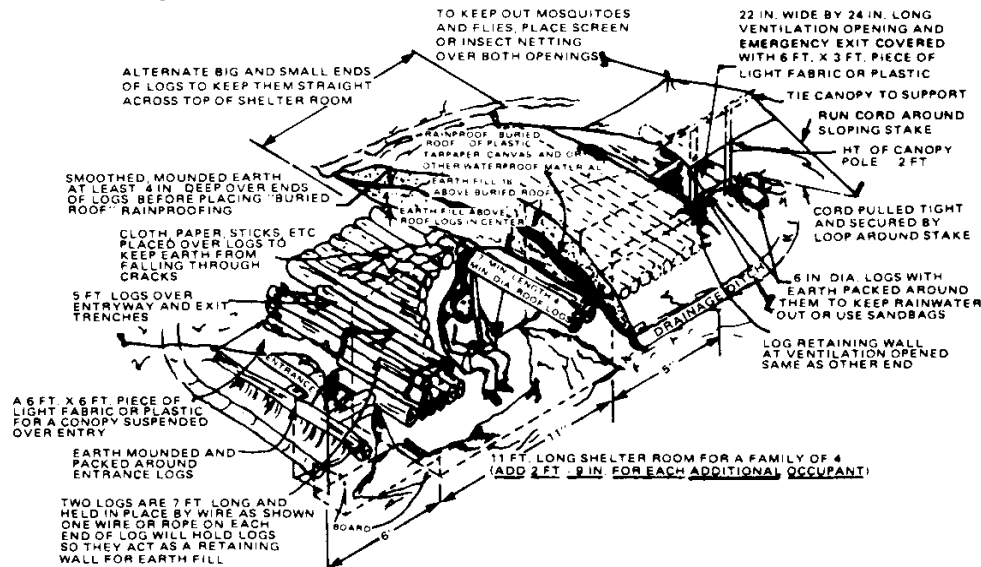 TO KEEP OUT MOSQUITOES
AND FLIES, PLACE SCREEN
OR INSECT NETTING
OVER BOTH OPENINGS
22 IN. WIDE BY 24 IN. LONG
VENTILATION OPENING AND
EMERGENCY EXIT COVERED
WITH 6 FT. X 3 FT. PIECE OF
LIGHT FABRIC OR PLASTIC
ALTERNATE BIG AND SMALL ENDS
OF LOGS TO KEEP THEM STRAIGHT
ACROSS TOP OF SHELTER ROOM
TIE CANOPY TO SUPPORT
RUN CORD AROUND
SLOPING STAKE
HT OF CANOPY
POLE 2 FT
RAINPROOF BURIED
ROOF OF PLASTIC
TARPAPER CANVAS AND OR
OTHER WATERPROOF MATERIAL
EARTH FILL 18
ABOVE BURIED ROOF
EARTH FILL ABOVE
ROOF LOGS IN CENTER
SMOOTHED, MOUNDED EARTH
AT LEAST 4 IN. DEEP OVER ENDS
OF LOGS BEFORE PLACING "BURIED
ROOF" RAINPROOFING
CORD PULLED TIGHT
AND SECURED BY
LOOP AROUND STAKE
CLOTH, PAPER, STICKS, ETC
PLACED OVER LOGS TO
KEEP EARTH FROM
FALLING THROUGH
CRACKS
7 MIN. LENGTH &
MIN. DIA. ROOF LOGS
5 FT. LOGS OVER
ENTRYWAY AND EXIT
TRENCHES
6 IN. DIA. LOGS WITH
EARTH PACKED AROUND
THEM TO KEEP RAINWATER
OUT OR USE SANDBAGS
DRAINAGE DITCH
LOG RETAINING WALL
AT VENTILATION OPENED
SAME AS OTHER END
ENTRANCE
5'
A 6 FT. X 6 FT. PIECE OF
LIGHT FABRIC OR PLASTIC
FOR A CONOPY SUSPENDED
OVER ENTRY
11'
EARTH MOUNDED AND
PACKED AROUND
ENTRANCE LOGS
11 FT. LONG SHELTER ROOM FOR A FAMILY OF 4
(ADD 2 FT - 9 IN. FOR EACH ADDITIONAL OCCUPANT)
TWO LOGS ARE 7 FT. LONG AND
HELD IN PLACE BY WIRE AS SHOWN
ONE WIRE OR ROPE ON EACH
END OF LOG WILL HOLD LOGS
SO THEY ACT AS A RETAINING
WALL FOR EARTH FILL
BOARD
6'